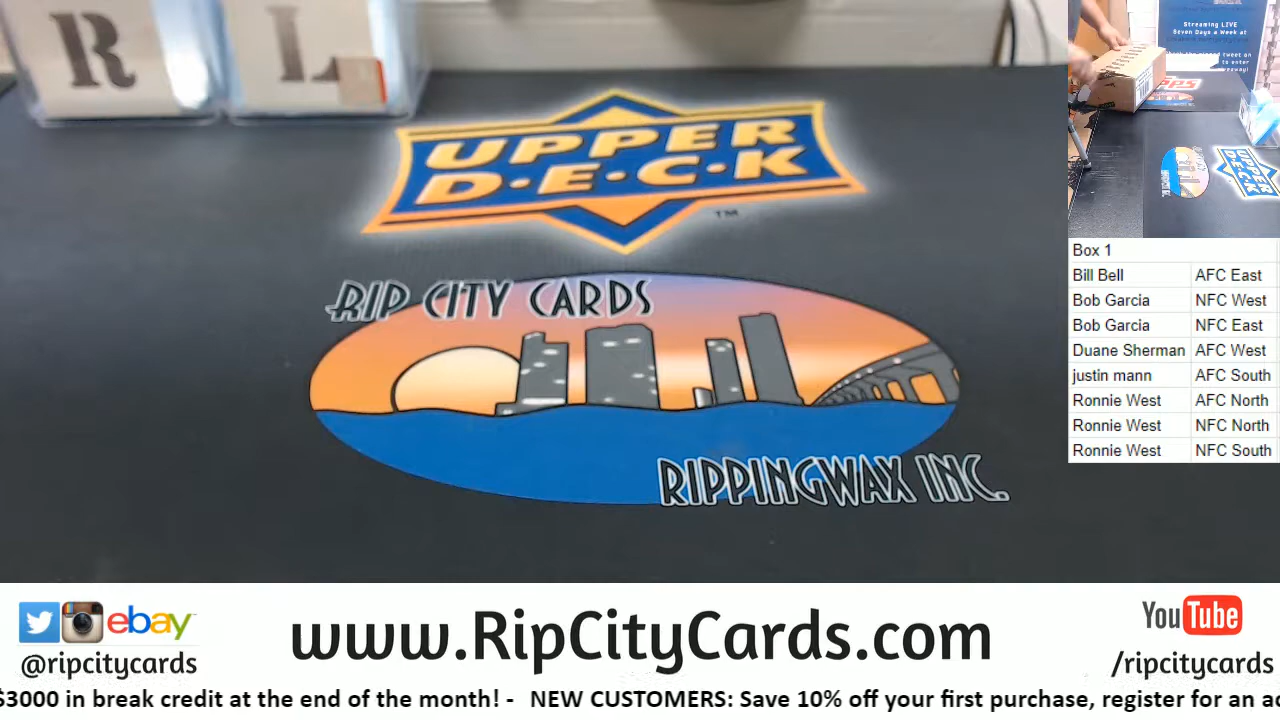 R L
UPPER
D·E·C·K
TM
RIP CITY CARDS
RIPPINGWAX INC.
Streaming LIVE
Seven Days a Week at
UPPER
D·E·C·K
Box 1
Bill Bell AFC East
Bob Garcia NFC West
Bob Garcia NFC East
Duane Sherman AFC West
justin mann AFC South
Ronnie West AFC North
Ronnie West NFC North
Ronnie West NFC South
ebay
@ripcitycards
www.RipCityCards.com
YouTube
/ripcitycards
$3000 in break credit at the end of the month! - NEW CUSTOMERS: Save 10% off your first purchase, register for an ac